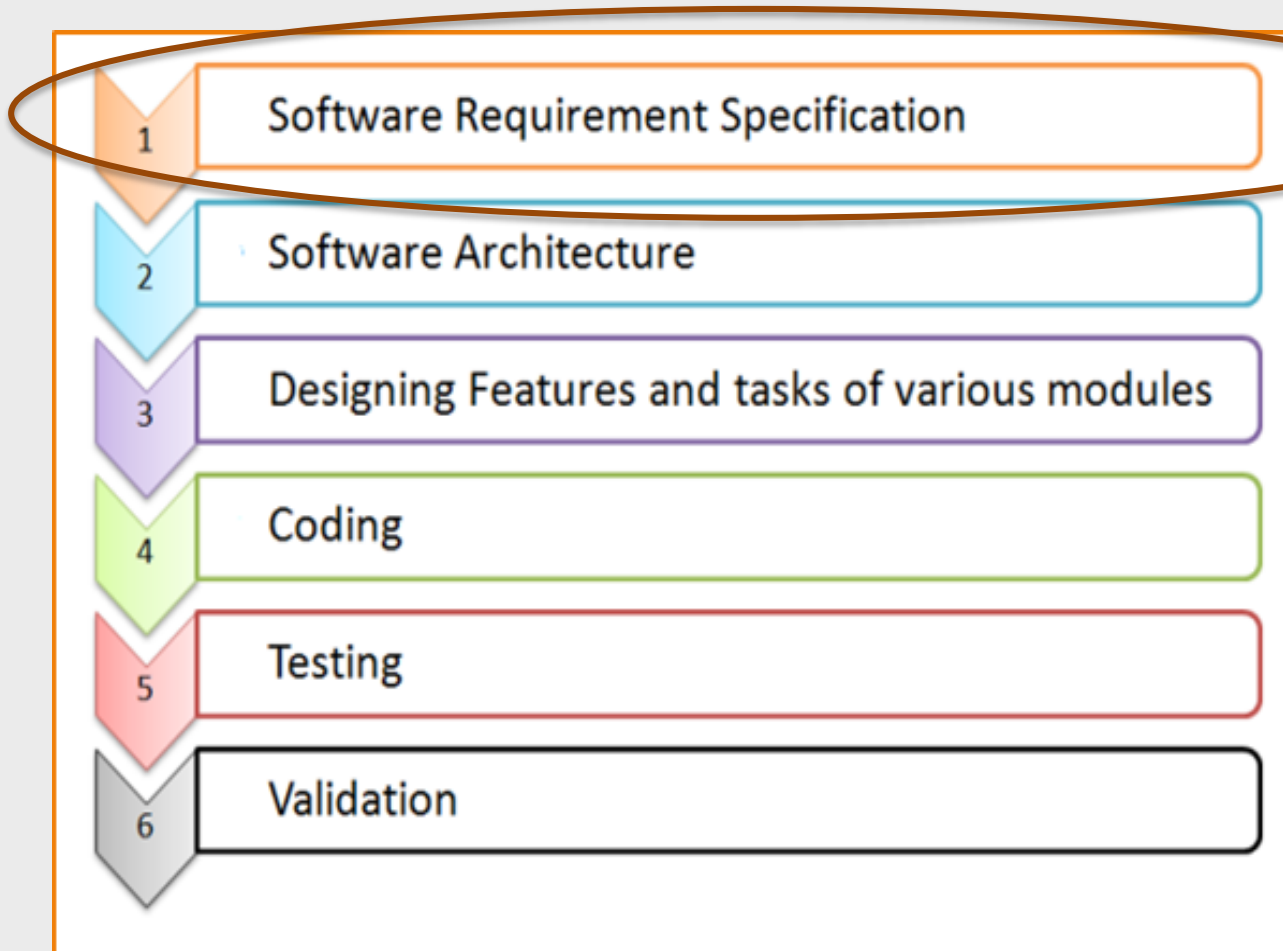 1
Software Requirement Specification
2
Software Architecture
3
Designing Features and tasks of various modules
4
Coding
5
Testing
6
Validation